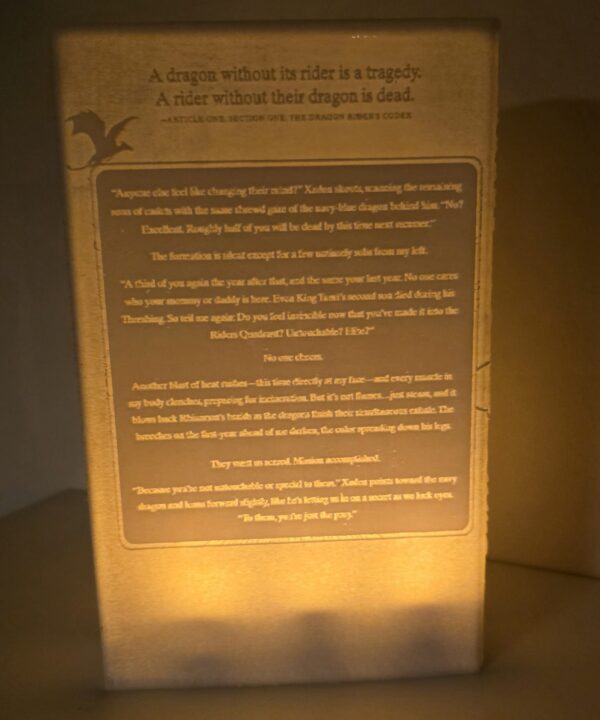 A dragon without its rider is a tragedy.
A rider without their dragon is dead.
—ARTICLE ONE, SECTION ONE, THE DRAGON RIDER'S CODEX
"Anyone else feel like changing their mind?" Xaden shouts, scanning the remaining
rows of cadets with the same shrewd gaze of the navy-blue dragon behind him. "No?
Excellent. Roughly half of you will be dead by this time next summer."
The formation is silent except for a few untimely sobs from my left.
"A third of you again the year after that, and the same your last year. No one cares
who your mommy or daddy is here. Even King Tauri's second son died during his
Threshing. So tell me again: Do you feel invincible now that you've made it into the
Riders Quadrant? Untouchable? Elite?"
No one cheers.
Another blast of heat rushes—this time directly at my face—and every muscle in
my body clenches, preparing for incineration. But it's not flames...just steam, and it
blows back Rhiannon's braids as the dragons finish their simultaneous exhale. The
breeches on the first-year ahead of me darken, the color spreading down his legs.
They want us scared. Mission accomplished.
"Because you're not untouchable or special to them." Xaden points toward the navy
dragon and leans forward slightly, like he's letting us in on a secret as we lock eyes.
"To them, you're just the prey."